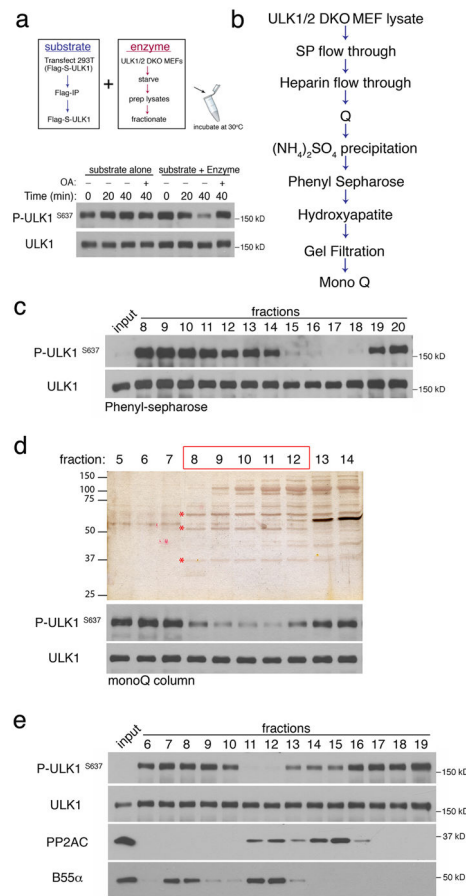 a
substrate
Transfect 293T
(Flag-S-ULK1)
Flag-IP
Flag-S-ULK1
+
enzyme
ULK1/2 DKO MEFs
starve
prep lysates
fractionate
incubate at 30°C
substrate alone substrate + Enzyme
OA: – – – + – – – +
Time (min): 0 20 40 40 0 20 40 40
P-ULK1 S637
150 kD
ULK1
150 kD
b
ULK1/2 DKO MEF lysate
SP flow through
Heparin flow through
Q
(NH4)2SO4 precipitation
Phenyl Sepharose
Hydroxyapatite
Gel Filtration
Mono Q
c
fractions
input 8 9 10 11 12 13 14 15 16 17 18 19 20
P-ULK1 S637
150 kD
ULK1
150 kD
Phenyl-sepharose
d
fraction: 5 6 7 8 9 10 11 12 13 14
150
100
75
50
37
25
*
*
*
*
P-ULK1 S637
ULK1
monoQ column
e
fractions
input 6 7 8 9 10 11 12 13 14 15 16 17 18 19
P-ULK1 S637
150 kD
ULK1
150 kD
PP2AC
37 kD
B55α
50 kD